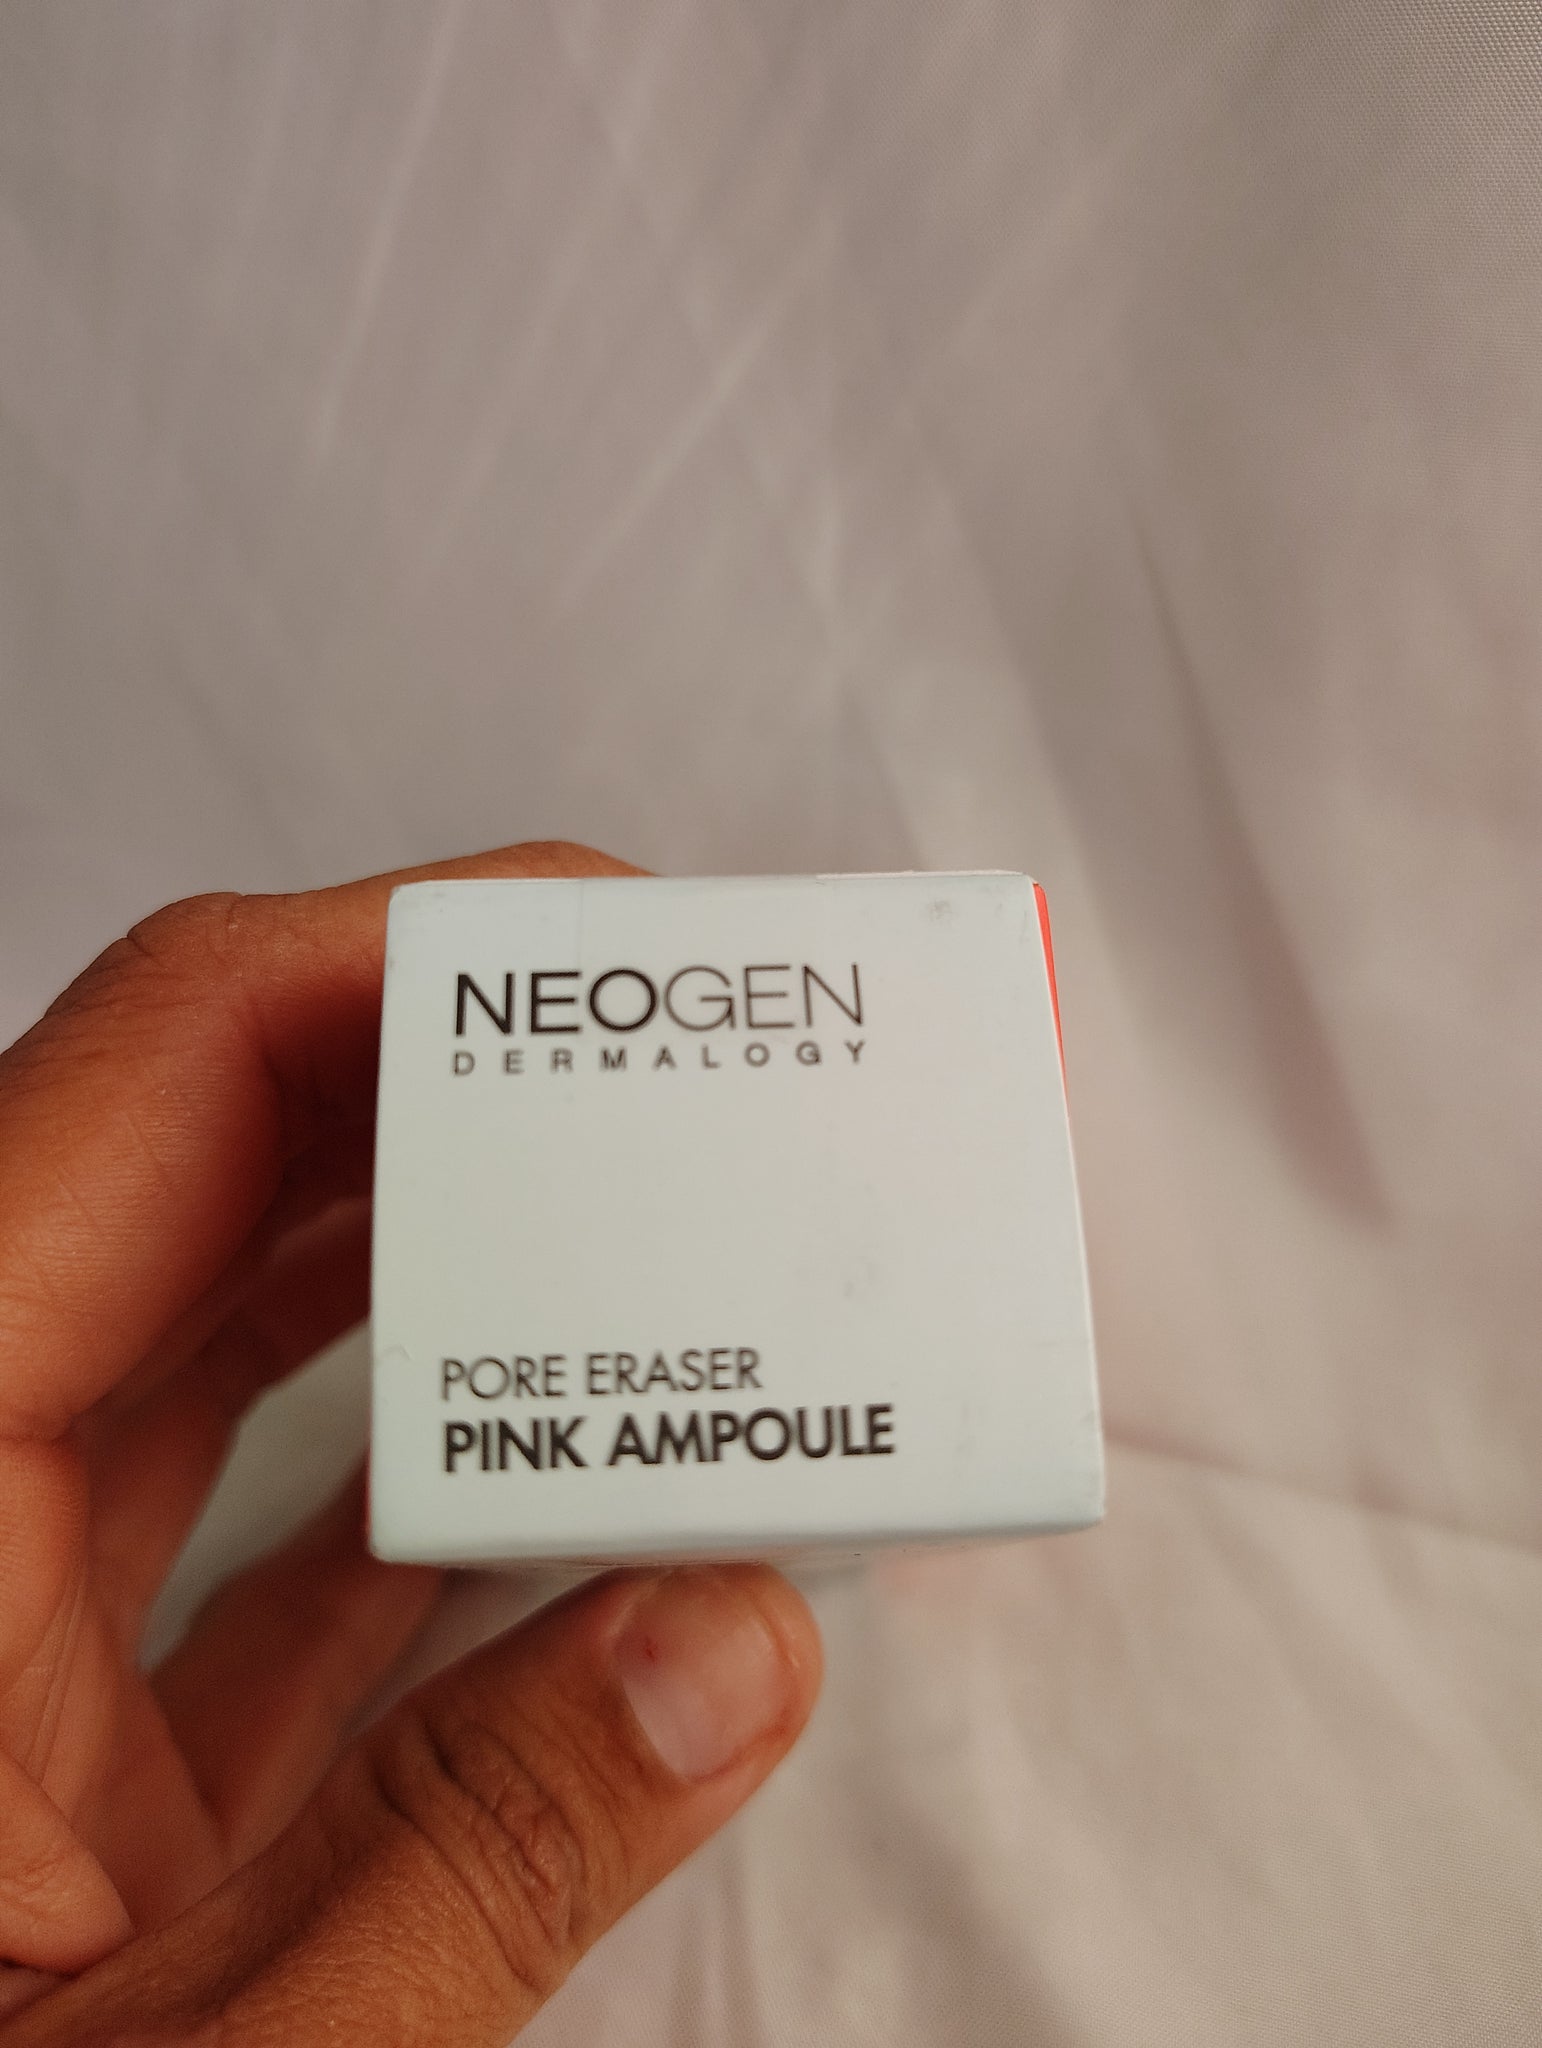 NEOGEN
DERMALOGY
PORE ERASER
PINK AMPOULE